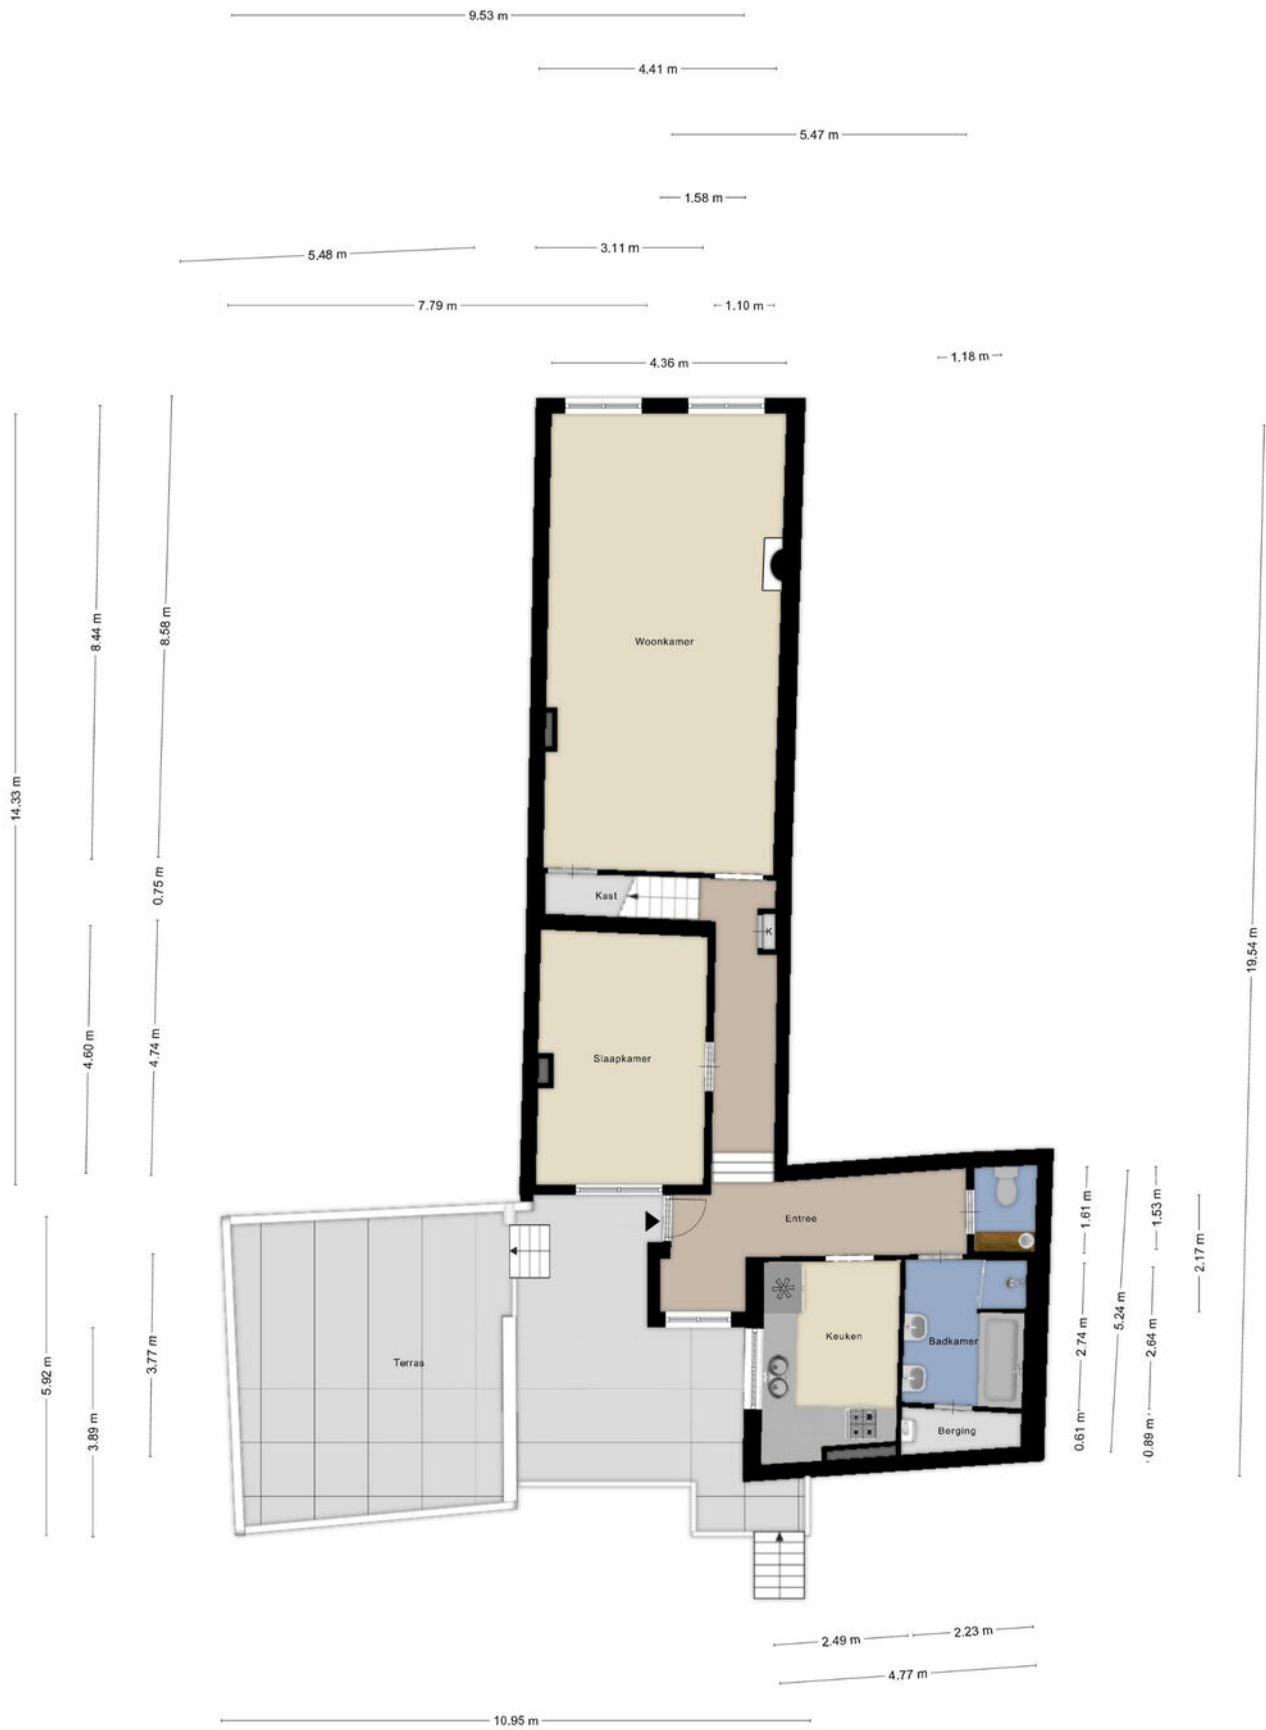 9.53 m
4.41 m
5.47 m
1.58 m
5.48 m
3.11 m
7.79 m
1.10 m
4.36 m
1.18 m
14.33 m
8.44 m
8.58 m
Woonkamer
0.75 m
Kast
K
19.54 m
4.60 m
4.74 m
Slaapkamer
Entree
1.61 m
1.53 m
2.17 m
5.92 m
3.89 m
3.77 m
Terras
Keuken
Badkamer
Berging
2.74 m
5.24 m
2.64 m
0.61 m
0.89 m
2.49 m
2.23 m
4.77 m
10.95 m